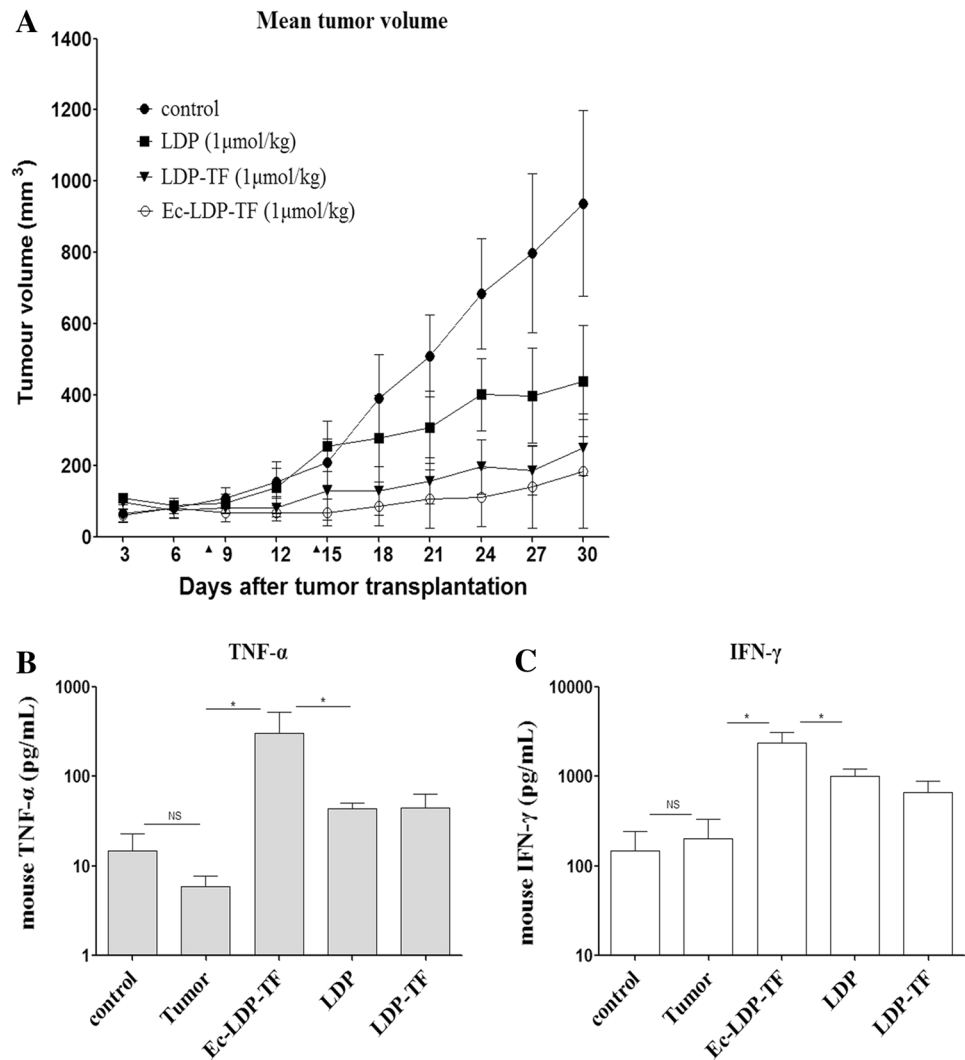 A
Mean tumor volume
1400
1200
1000
800
600
400
200
0
Tumour volume (mm 3)
control
LDP (1μmol/kg)
LDP-TF (1μmol/kg)
Ec-LDP-TF (1μmol/kg)
3 6 9 12 15 18 21 24 27 30
Days after tumor transplantation
B
TNF-α
1000
100
10
1
mouse TNF-α (pg/mL)
NS
*
*
control
Tumor
Ec-LDP-TF
LDP
LDP-TF
C
IFN-γ
10000
1000
100
10
mouse IFN-γ (pg/mL)
NS
*
*
control
Tumor
Ec-LDP-TF
LDP
LDP-TF